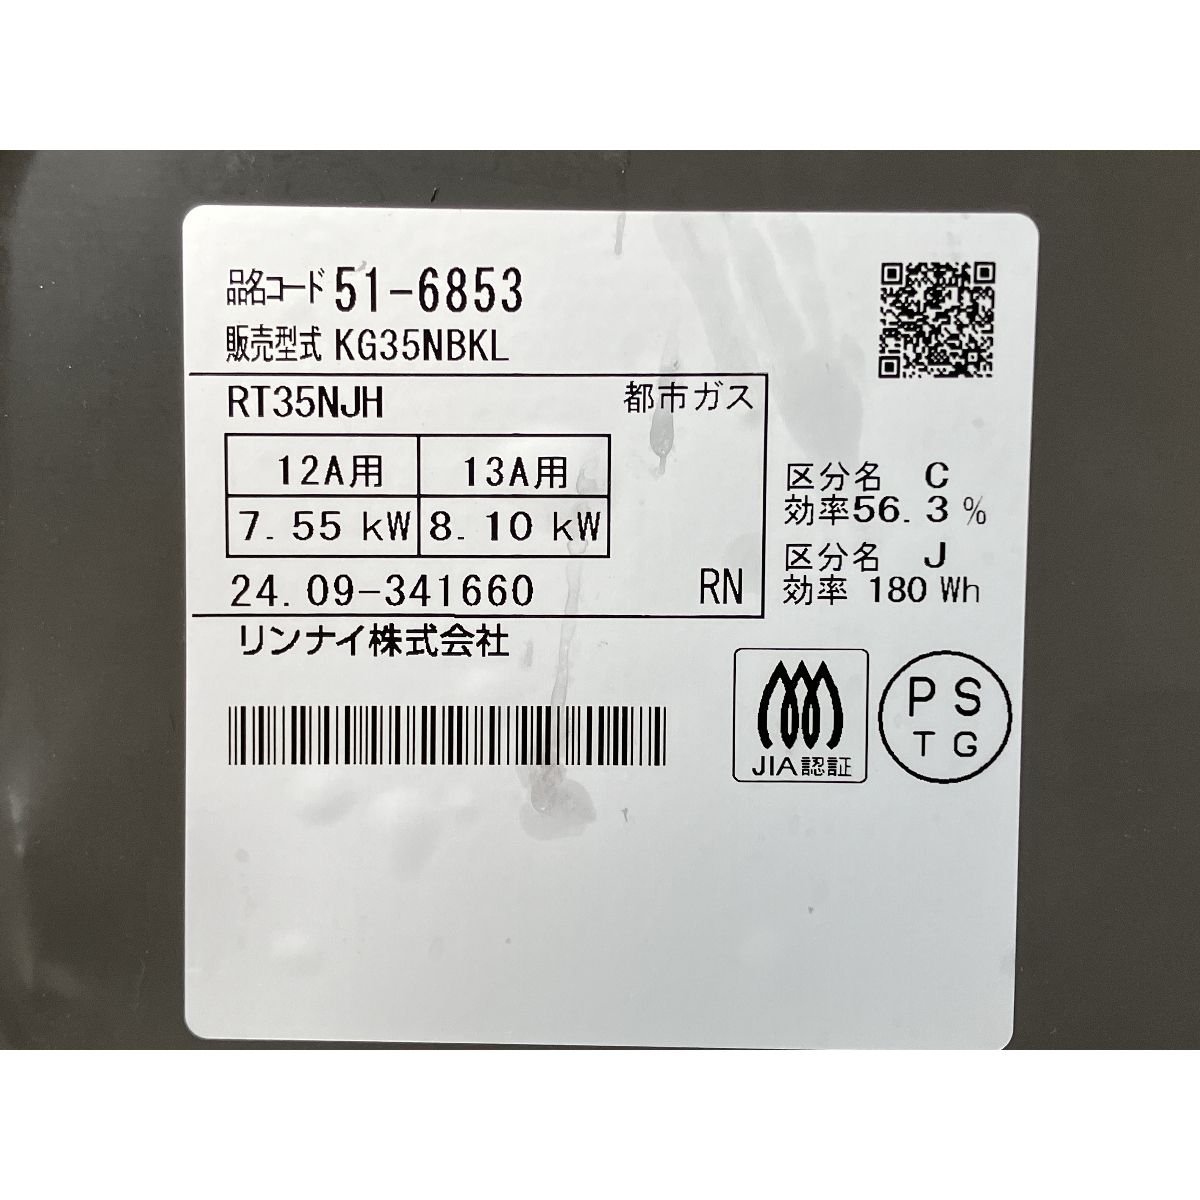 品名コード 51-6853
販売型式 KG35NBKL
RT35NJH 都市ガス
12A用 13A用
7.55 kW 8.10 kW
24.09-341660 RN
リンナイ株式会社
区分名 C
効率56.3 %
区分名 J
効率 180 Wh
JIA認証
PS
TG